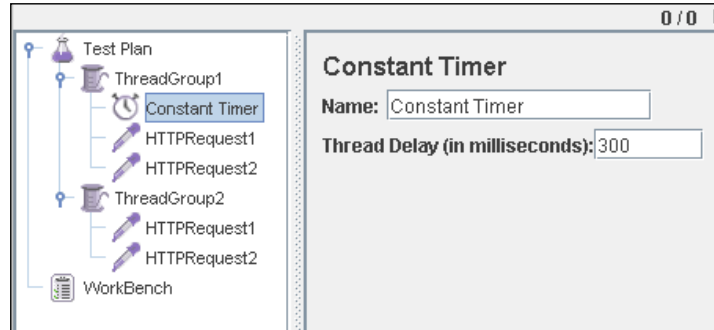 0 / 0
Test Plan
ThreadGroup1
Constant Timer
HTTPRequest1
HTTPRequest2
ThreadGroup2
HTTPRequest1
HTTPRequest2
WorkBench
Constant Timer
Name: Constant Timer
Thread Delay (in milliseconds): 300